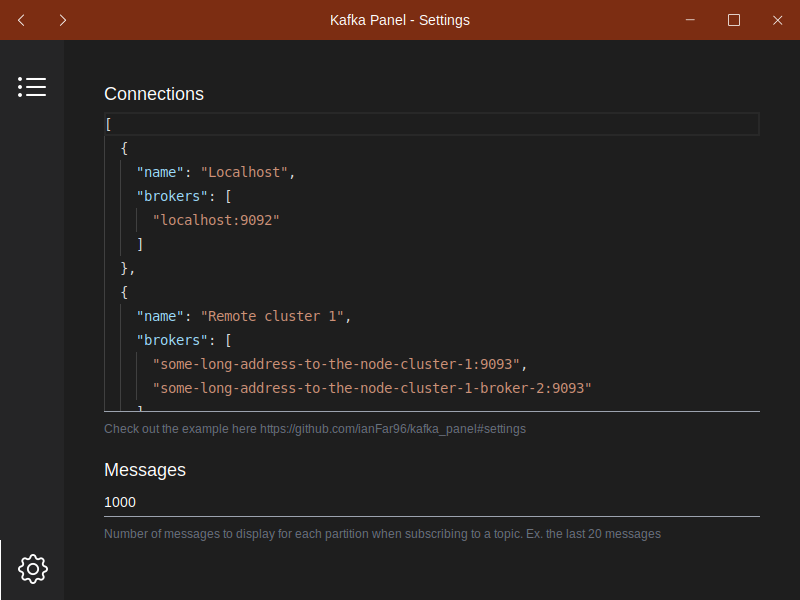 Kafka Panel - Settings
Connections
[
  {
    "name": "Localhost",
    "brokers": [
      "localhost:9092"
    ]
  },
  {
    "name": "Remote cluster 1",
    "brokers": [
      "some-long-address-to-the-node-cluster-1:9093",
      "some-long-address-to-the-node-cluster-1-broker-2:9093"
    ]
Check out the example here https://github.com/ianFar96/kafka_panel#settings
Messages
1000
Number of messages to display for each partition when subscribing to a topic. Ex. the last 20 messages